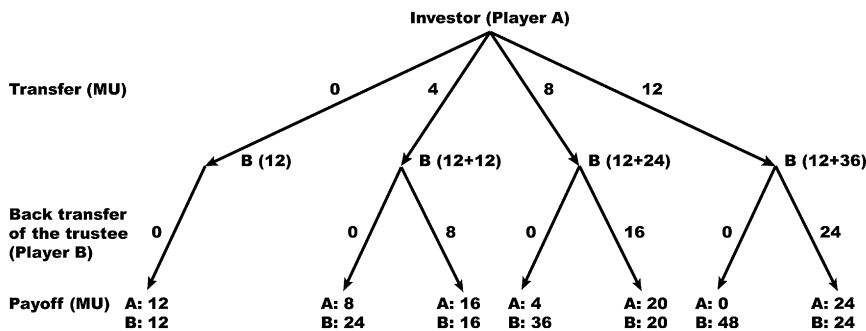 Investor (Player A)
Transfer (MU) 0 4 8 12
B (12) B (12+12) B (12+24) B (12+36)
Back transfer
of the trustee 0 0 8 0 16 0 24
(Player B)
Payoff (MU) A: 12 A: 8 A: 16 A: 4 A: 20 A: 0 A: 24
B: 12 B: 24 B: 16 B: 36 B: 20 B: 48 B: 24